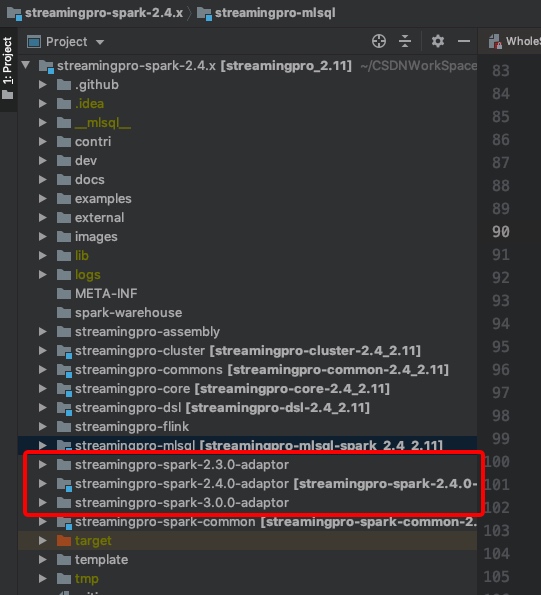 streamingpro-spark-2.4.x streamingpro-mlsql
1: Project
Project
WholeS
streamingpro-spark-2.4.x [streamingpro_2.11] ~/CSDNWorkSpace
.github
.idea
__mlsql__
contri
dev
docs
examples
external
images
lib
logs
META-INF
spark-warehouse
streamingpro-assembly
streamingpro-cluster [streamingpro-cluster-2.4_2.11]
streamingpro-commons [streamingpro-common-2.4_2.11]
streamingpro-core [streamingpro-core-2.4_2.11]
streamingpro-dsl [streamingpro-dsl-2.4_2.11]
streamingpro-flink
streamingpro-mlsql [streamingpro-mlsql-spark_2.4_2.11]
streamingpro-spark-2.3.0-adaptor
streamingpro-spark-2.4.0-adaptor [streamingpro-spark-2.4.0-
streamingpro-spark-3.0.0-adaptor
streamingpro-spark-common [streamingpro-spark-common-2.
target
template
tmp
83
84
85
86
87
88
89
90
91
92
93
94
95
96
97
98
99
100
101
102
103
104
105